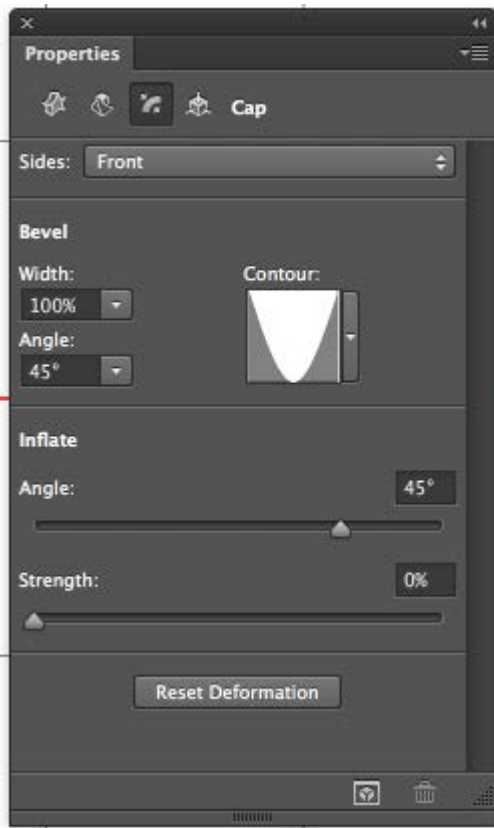 Properties
Cap
Sides: Front
Bevel
Width: Contour:
100%
Angle:
45°
Inflate
Angle: 45°
Strength: 0%
Reset Deformation